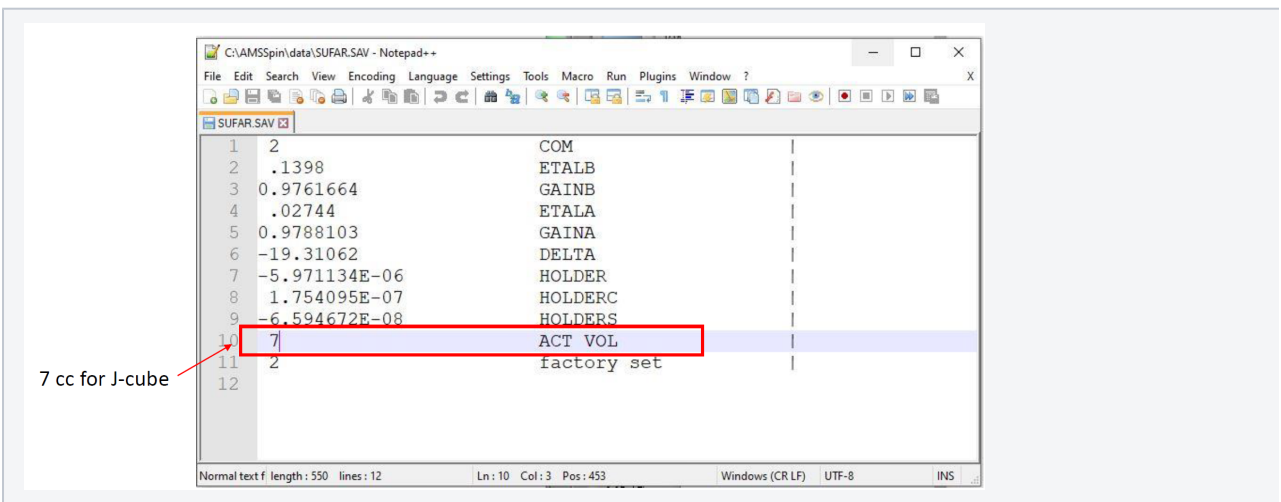 C:\AMSSpin\data\SUFAR.SAV - Notepad++
File Edit Search View Encoding Language Settings Tools Macro Run Plugins Window ? X
SUFAR.SAV
1 2 COM |
2 .1398 ETALB |
3 0.9761664 GAINB |
4 .02744 ETALA |
5 0.9788103 GAINA |
6 -19.31062 DELTA |
7 -5.971134E-06 HOLDER |
8 1.754095E-07 HOLDERC |
9 -6.594672E-08 HOLDERS |
10 7 ACT VOL |
11 2 factory set |
12
7 cc for J-cube
Normal text f length : 550 lines : 12 Ln : 10 Col : 3 Pos : 453 Windows (CR LF) UTF-8 INS